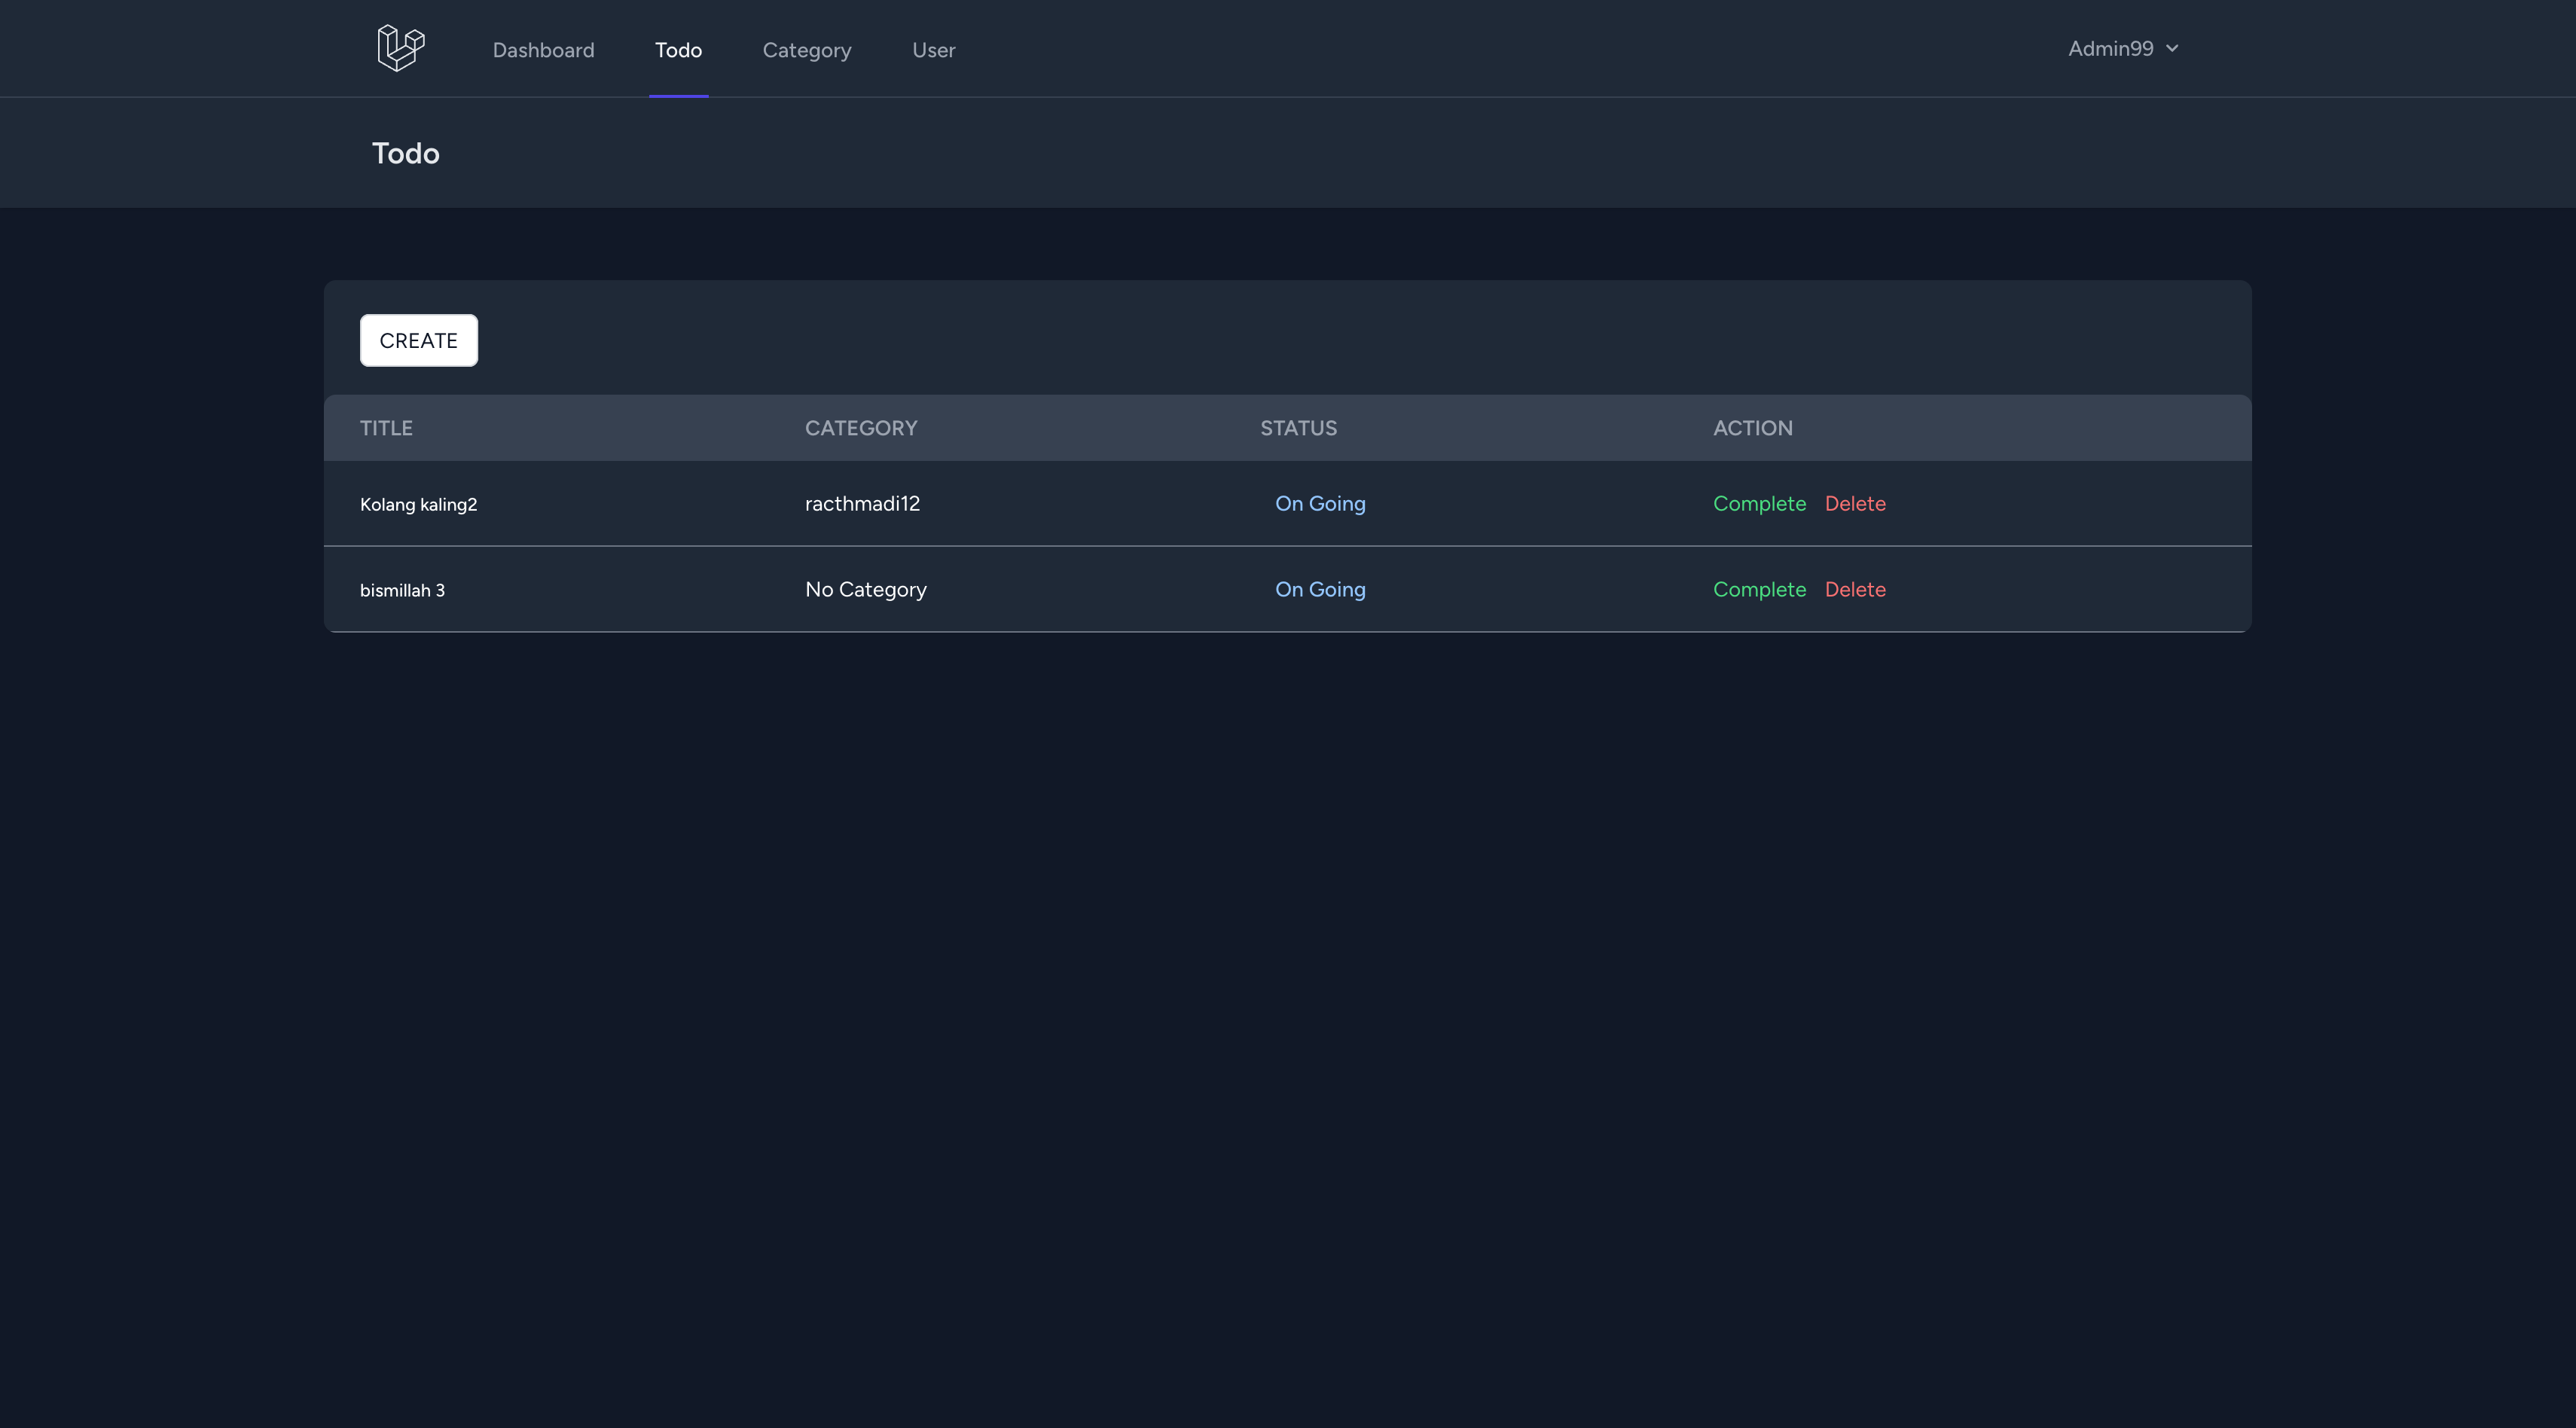 Dashboard Todo Category User Admin99
Todo
CREATE
TITLE CATEGORY STATUS ACTION
Kolang kaling2 racthmadi12 On Going Complete Delete
bismillah 3 No Category On Going Complete Delete